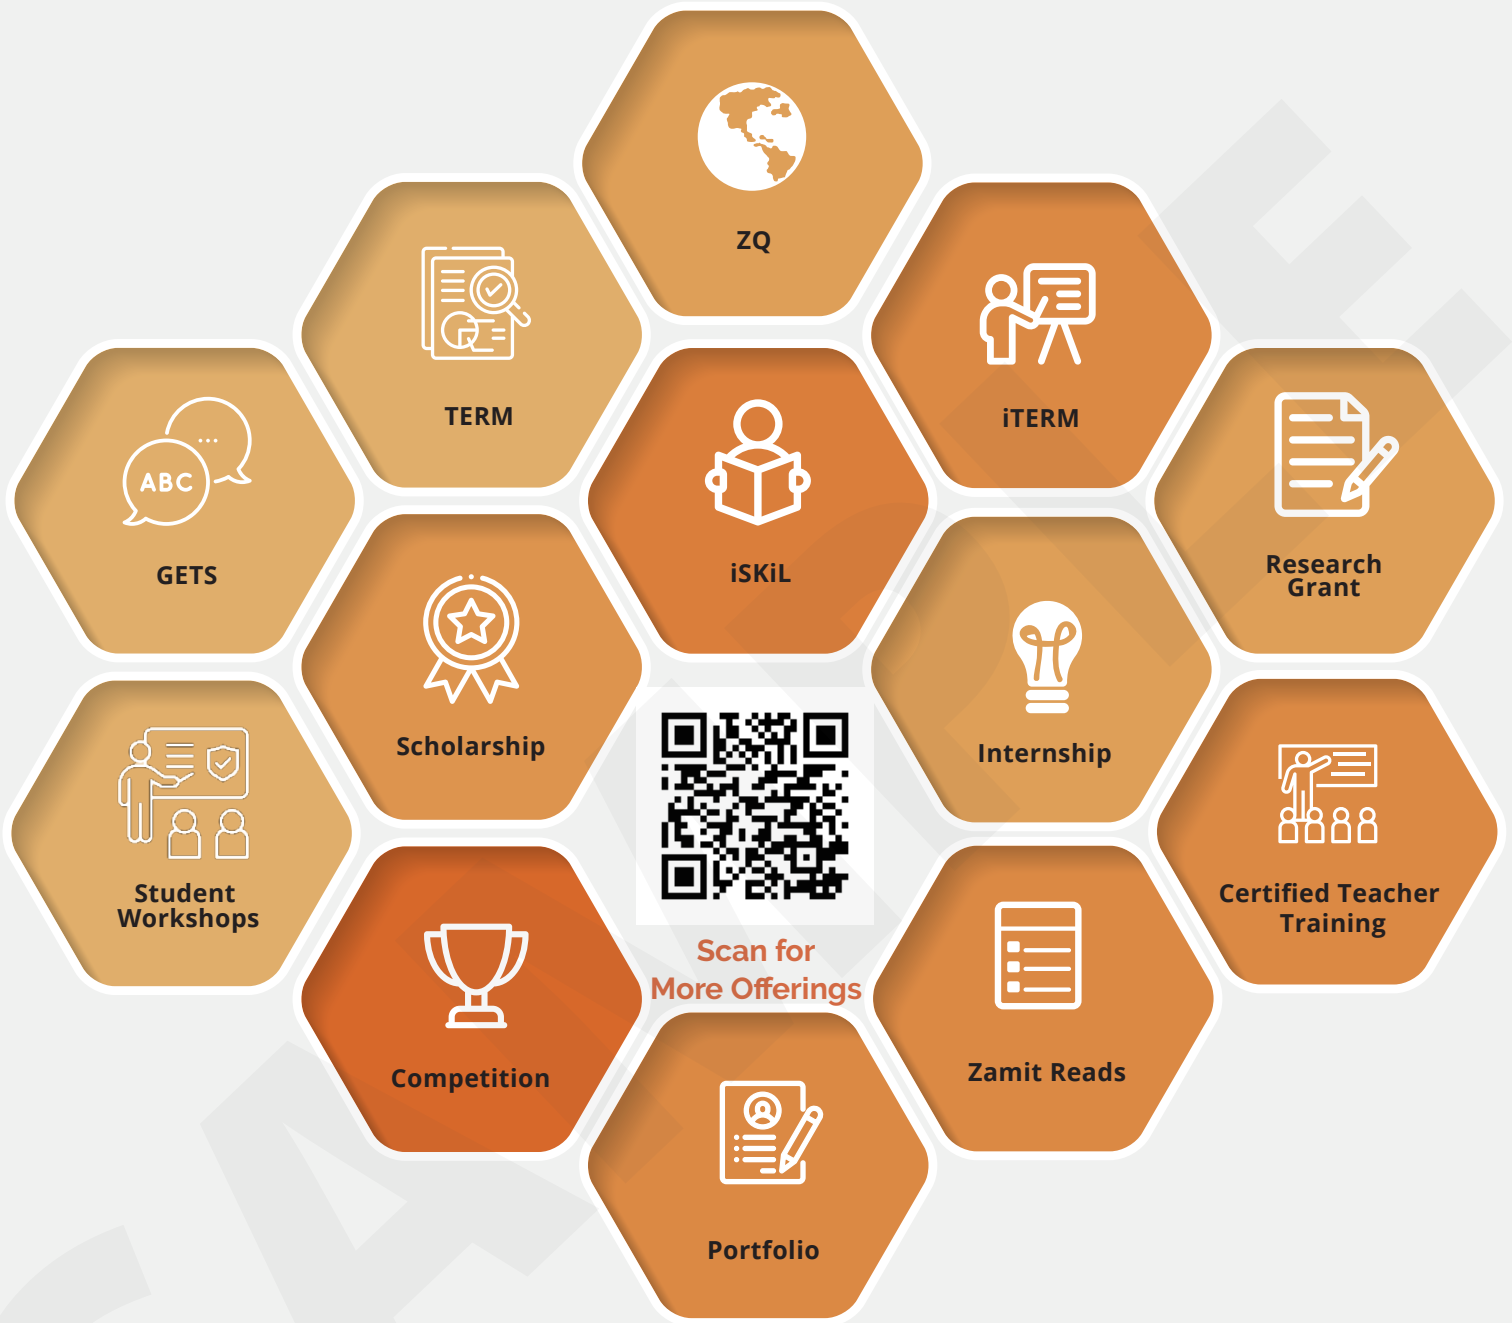 ZQ
TERM
iTERM
ABC
GETS
iSKiL
Research
Grant
Scholarship
Internship
Student
Workshops
Certified Teacher
Training
Scan for
More Offerings
Competition
Zamit Reads
Portfolio
SAMPLE